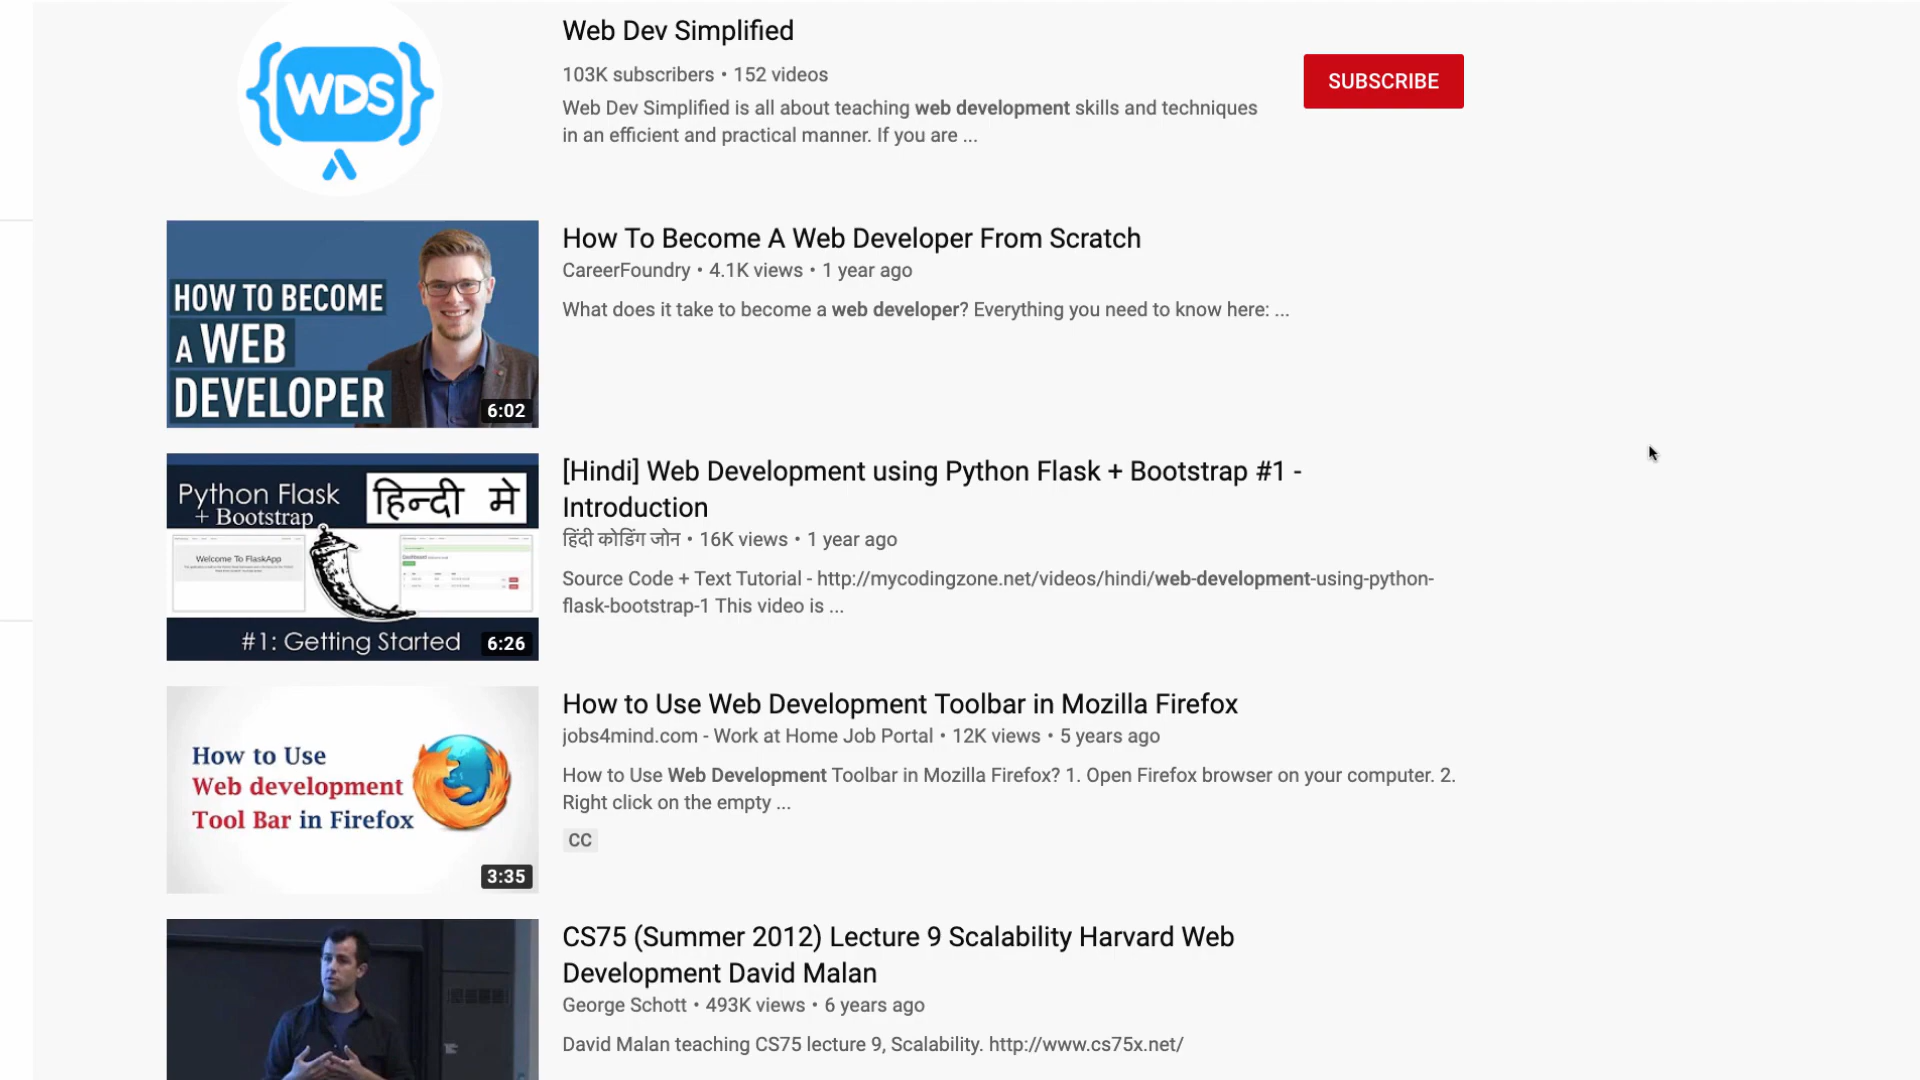 WDS
Web Dev Simplified
103K subscribers • 152 videos
Web Dev Simplified is all about teaching web development skills and techniques
in an efficient and practical manner. If you are ...
SUBSCRIBE
HOW TO BECOME
A WEB
DEVELOPER
6:02
How To Become A Web Developer From Scratch
CareerFoundry • 4.1K views • 1 year ago
What does it take to become a web developer? Everything you need to know here: ...
Python Flask
+ Bootstrap
हिन्दी में
Welcome To FlaskApp
#1: Getting Started
6:26
[Hindi] Web Development using Python Flask + Bootstrap #1 -
Introduction
हिंदी कोडिंग जोन • 16K views • 1 year ago
Source Code + Text Tutorial - http://mycodingzone.net/videos/hindi/web-development-using-python-
flask-bootstrap-1 This video is ...
How to Use
Web development
Tool Bar in Firefox
3:35
How to Use Web Development Toolbar in Mozilla Firefox
jobs4mind.com - Work at Home Job Portal • 12K views • 5 years ago
How to Use Web Development Toolbar in Mozilla Firefox? 1. Open Firefox browser on your computer. 2.
Right click on the empty ...
CC
CS75 (Summer 2012) Lecture 9 Scalability Harvard Web
Development David Malan
George Schott • 493K views • 6 years ago
David Malan teaching CS75 lecture 9, Scalability. http://www.cs75x.net/